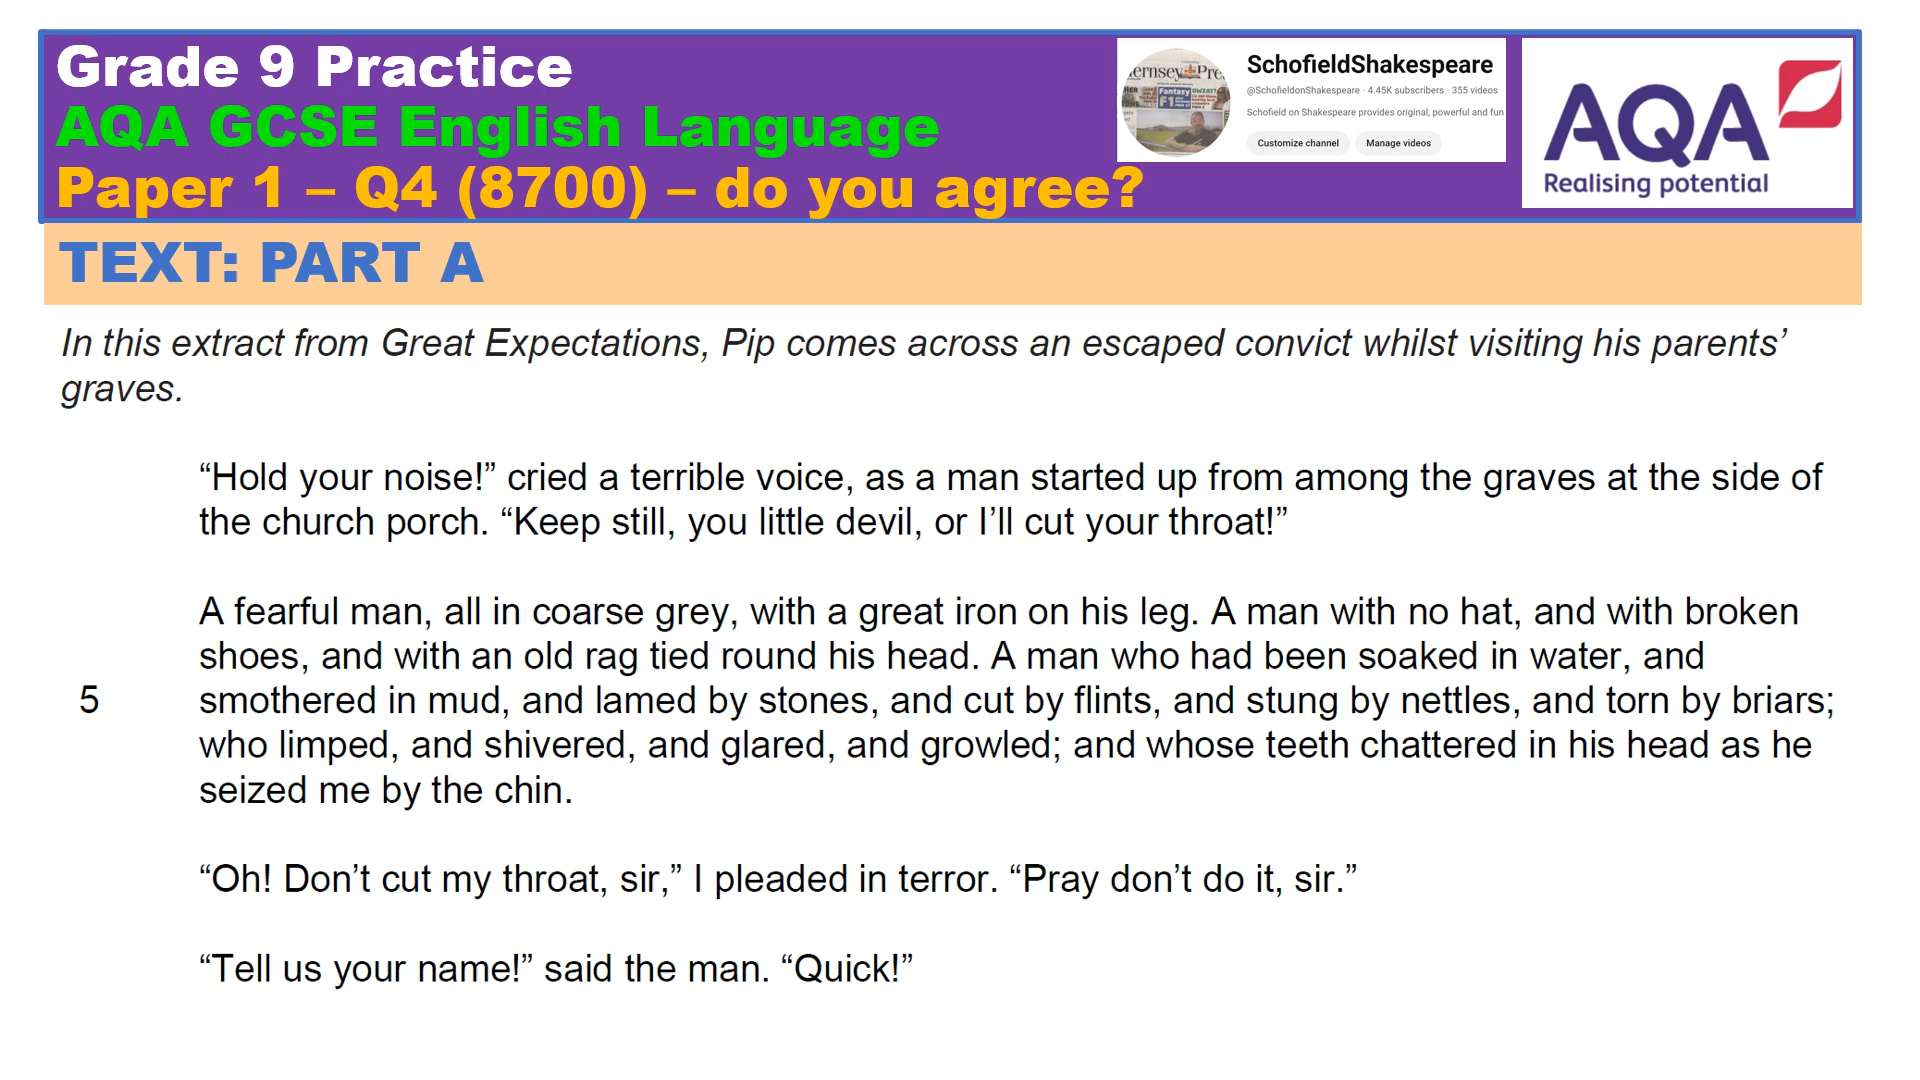 Grade 9 Practice
AQA GCSE English Language
Paper 1 – Q4 (8700) – do you agree?
SchofieldShakespeare
@SchofieldonShakespeare · 4.45K subscribers · 355 videos
Schofield on Shakespeare provides original, powerful and fun
Customize channel Manage videos
AQA
Realising potential
TEXT: PART A
In this extract from Great Expectations, Pip comes across an escaped convict whilst visiting his parents’
graves.
“Hold your noise!” cried a terrible voice, as a man started up from among the graves at the side of
the church porch. “Keep still, you little devil, or I’ll cut your throat!”
A fearful man, all in coarse grey, with a great iron on his leg. A man with no hat, and with broken
shoes, and with an old rag tied round his head. A man who had been soaked in water, and
5 smothered in mud, and lamed by stones, and cut by flints, and stung by nettles, and torn by briars;
who limped, and shivered, and glared, and growled; and whose teeth chattered in his head as he
seized me by the chin.
“Oh! Don’t cut my throat, sir,” I pleaded in terror. “Pray don’t do it, sir.”
“Tell us your name!” said the man. “Quick!”